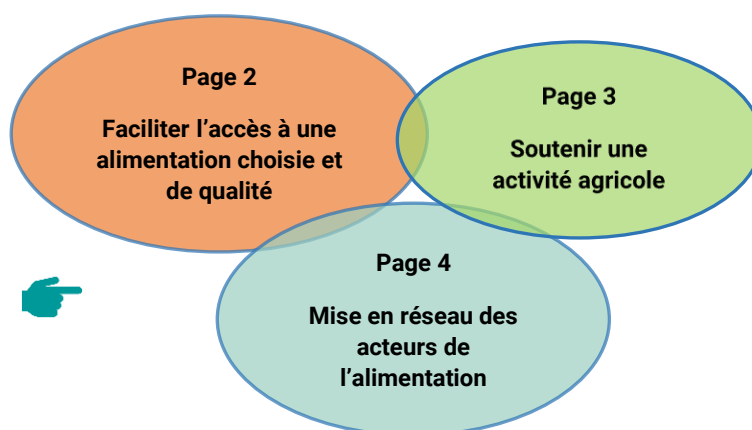 Page 2
Faciliter l'accès à une
alimentation choisie et
de qualité
Page 3
Soutenir une
activité agricole
Page 4
Mise en réseau des
acteurs de
l'alimentation